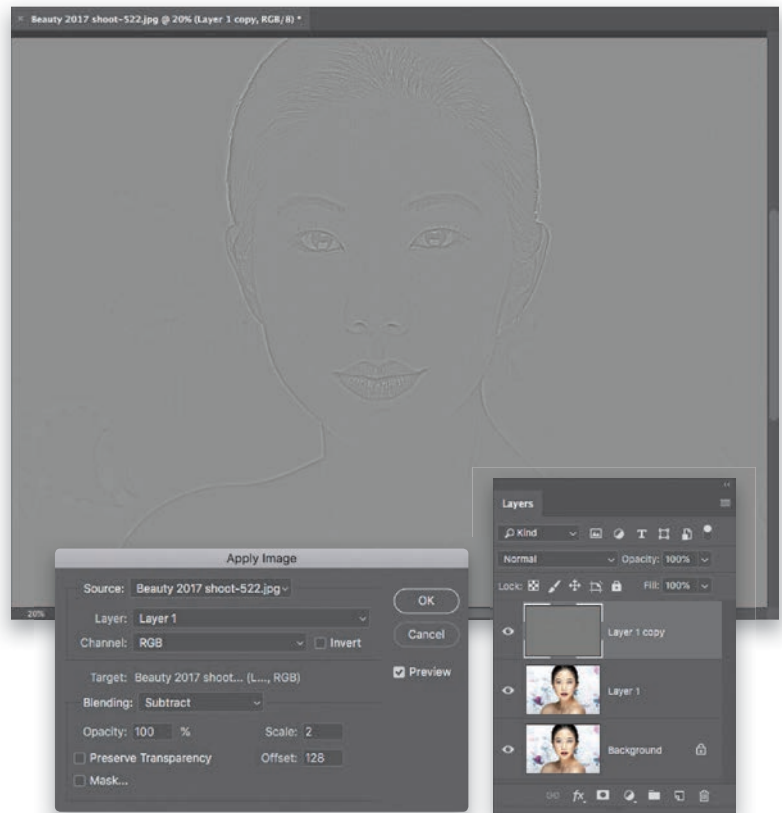 × Beauty 2017 shoot-522.jpg @ 20% (Layer 1 copy, RGB/8) *
20%
Apply Image
Source: Beauty 2017 shoot-522.jpg
OK
Layer: Layer 1
Cancel
Channel: RGB Invert
Preview
Target: Beauty 2017 shoot... (L..., RGB)
Blending: Subtract
Opacity: 100 % Scale: 2
Preserve Transparency Offset: 128
Mask...
Layers
Kind
Normal Opacity: 100%
Lock: Fill: 100%
Layer 1 copy
Layer 1
Background
fx